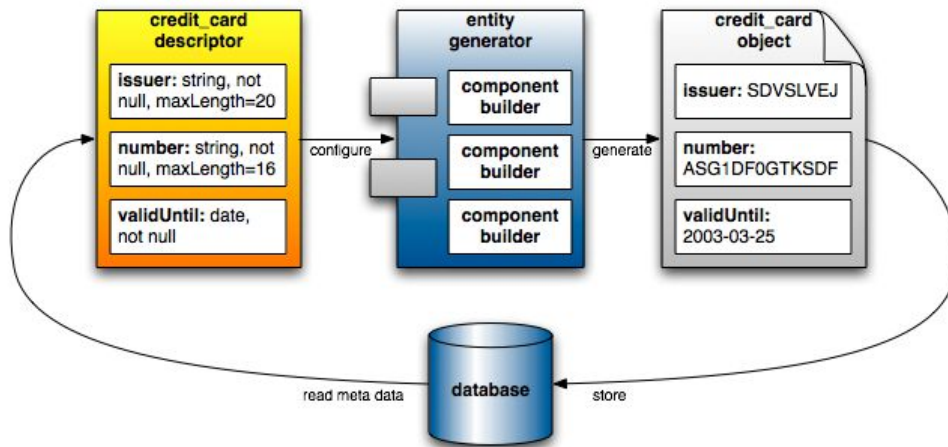 credit_card
descriptor
issuer: string, not
null, maxLength=20
number: string, not
null, maxLength=16
validUntil: date,
not null
configure
entity
generator
component
builder
component
builder
component
builder
generate
credit_card
object
issuer: SDVSLVEJ
number:
ASG1DF0GTKSDF
validUntil:
2003-03-25
read meta data
database
store